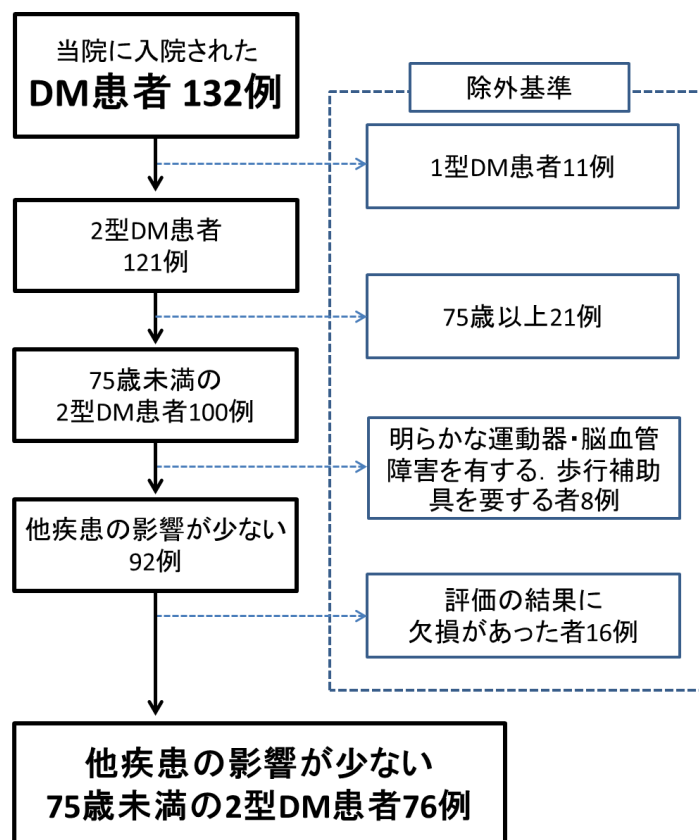 当院に入院された
DM患者 132例
除外基準
1型DM患者11例
2型DM患者
121例
75歳以上21例
75歳未満の
2型DM患者100例
明らかな運動器・脳血管
障害を有する．歩行補助
具を要する者8例
他疾患の影響が少ない
92例
評価の結果に
欠損があった者16例
他疾患の影響が少ない
75歳未満の2型DM患者76例